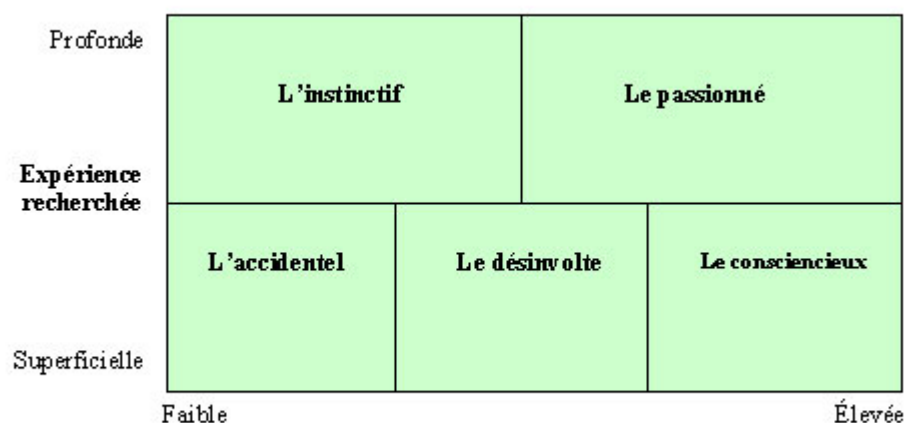 Profonde
L'instinctif
Le passionné
Expérience
recherchée
L'accidentel
Le désinvolte
Le consciencieux
Superficielle
Faible
Élevée